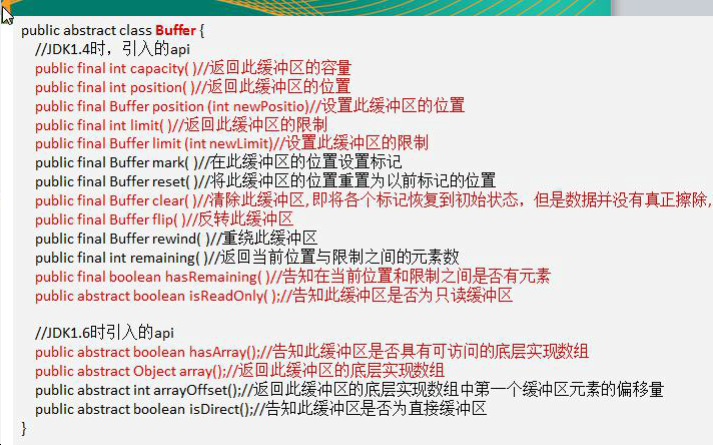 public abstract class Buffer {
//JDK1.4时，引入的api
public final int capacity( )//返回此缓冲区的容量
public final int position( )//返回此缓冲区的位置
public final Buffer position (int newPositio)//设置此缓冲区的位置
public final int limit( )//返回此缓冲区的限制
public final Buffer limit (int newLimit)//设置此缓冲区的限制
public final Buffer mark( )//在此缓冲区的位置设置标记
public final Buffer reset( )//将此缓冲区的位置重置为以前标记的位置
public final Buffer clear( )//清除此缓冲区, 即将各个标记恢复到初始状态，但是数据并没有真正擦除,
public final Buffer flip( )//反转此缓冲区
public final Buffer rewind( )//重绕此缓冲区
public final int remaining( )//返回当前位置与限制之间的元素数
public final boolean hasRemaining( )//告知在当前位置和限制之间是否有元素
public abstract boolean isReadOnly( );//告知此缓冲区是否为只读缓冲区
//JDK1.6时引入的api
public abstract boolean hasArray();//告知此缓冲区是否具有可访问的底层实现数组
public abstract Object array();//返回此缓冲区的底层实现数组
public abstract int arrayOffset();//返回此缓冲区的底层实现数组中第一个缓冲区元素的偏移量
public abstract boolean isDirect();//告知此缓冲区是否为直接缓冲区
}